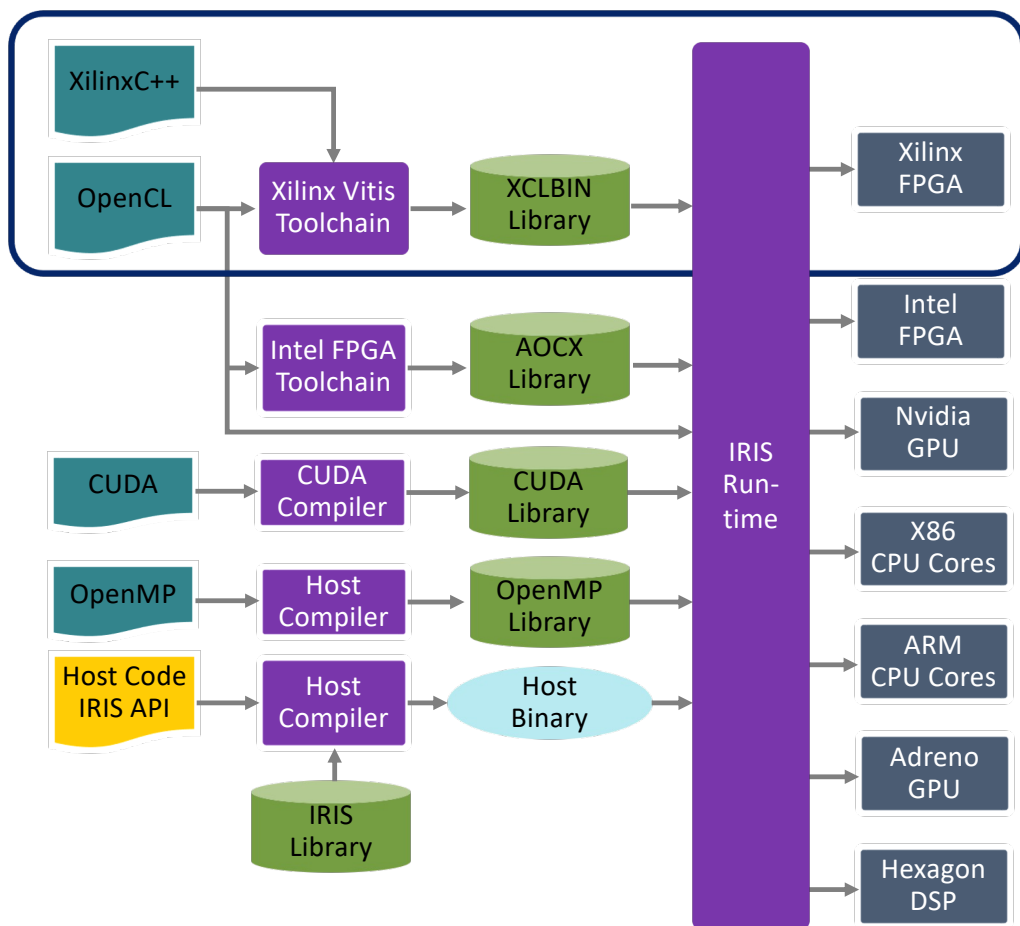 XilinxC++
OpenCL
Xilinx Vitis
Toolchain
XCLBIN
Library
Xilinx
FPGA
Intel FPGA
Toolchain
AOCX
Library
Intel
FPGA
CUDA
CUDA
Compiler
CUDA
Library
IRIS
Run-
time
Nvidia
GPU
OpenMP
Host
Compiler
OpenMP
Library
X86
CPU Cores
Host Code
IRIS API
Host
Compiler
Host
Binary
ARM
CPU Cores
IRIS
Library
Adreno
GPU
Hexagon
DSP